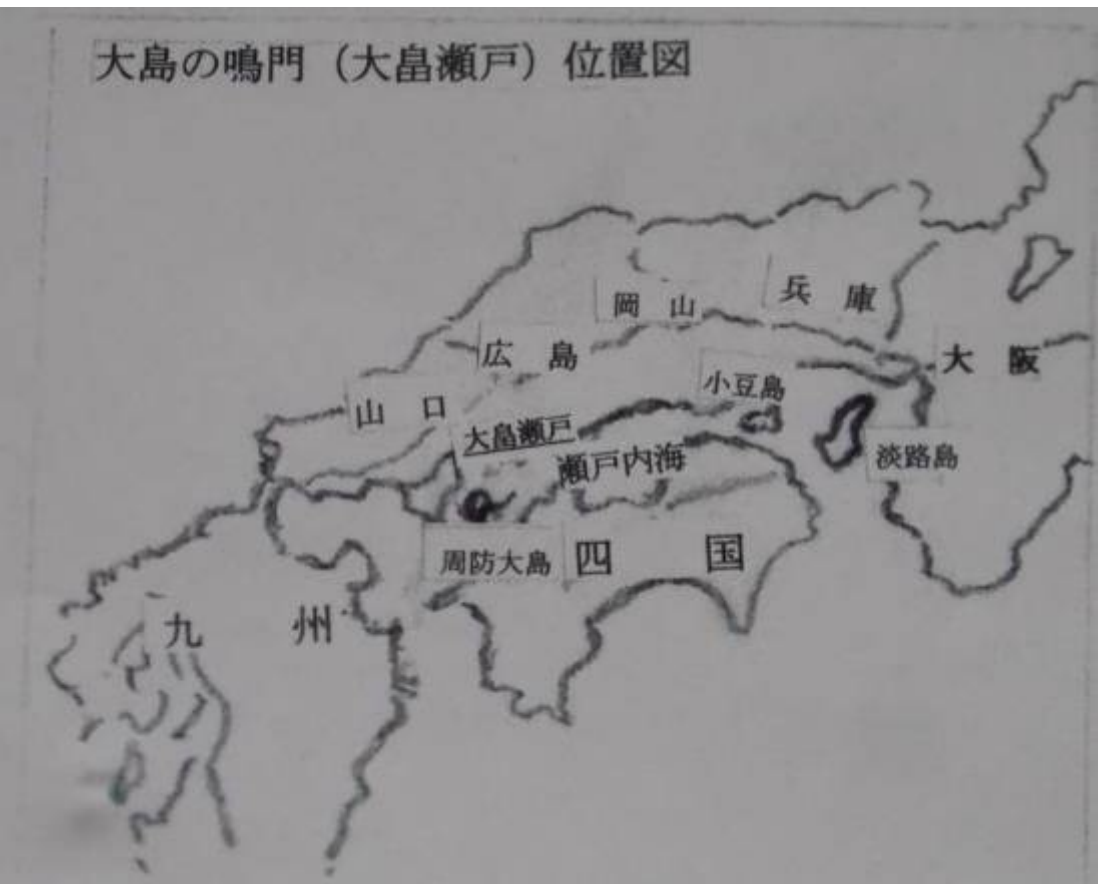 大島の鳴門（大畠瀬戸）位置図
兵庫
岡山
広島
大阪
小豆島
山口
大畠瀬戸
淡路島
瀬戸内海
周防大島
四国
九州